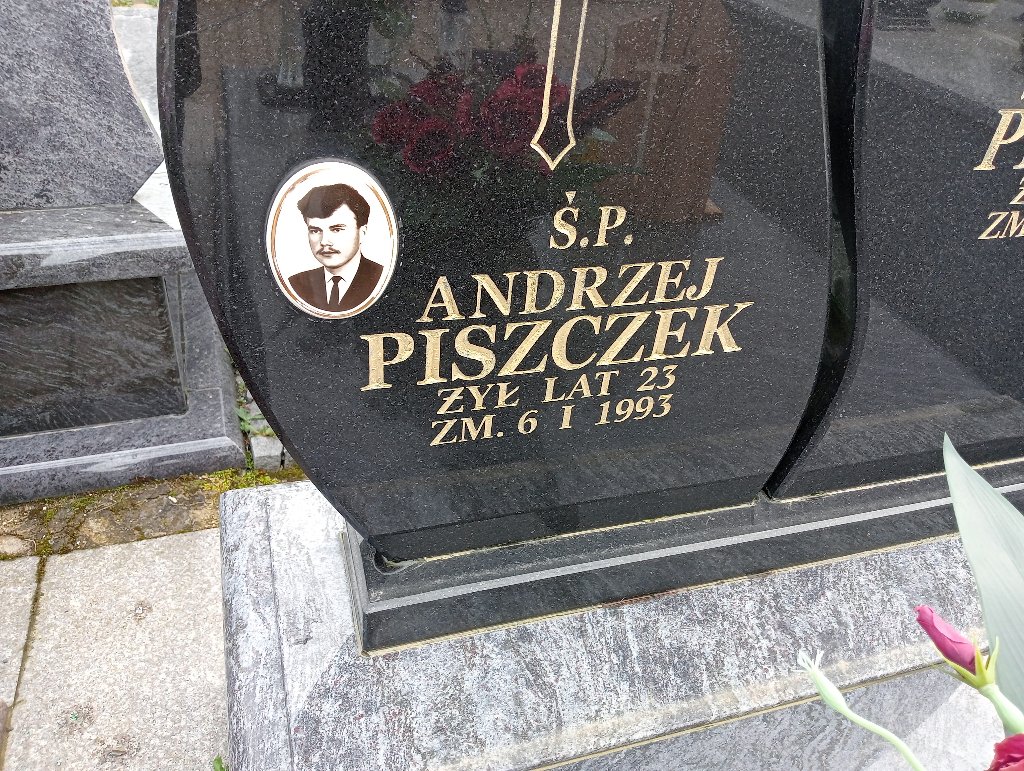 Ś.P.
ANDRZEJ
PISZCZEK
ŻYŁ LAT 23
ZM. 6 I 1993